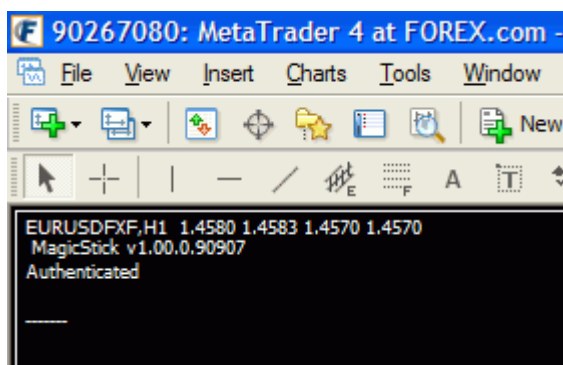 90267080: MetaTrader 4 at FOREX.com -
File View Insert Charts Tools Window
New
E F A T
EURUSDFXF,H1 1.4580 1.4583 1.4570 1.4570
MagicStick v1.00.0.90907
Authenticated
-------